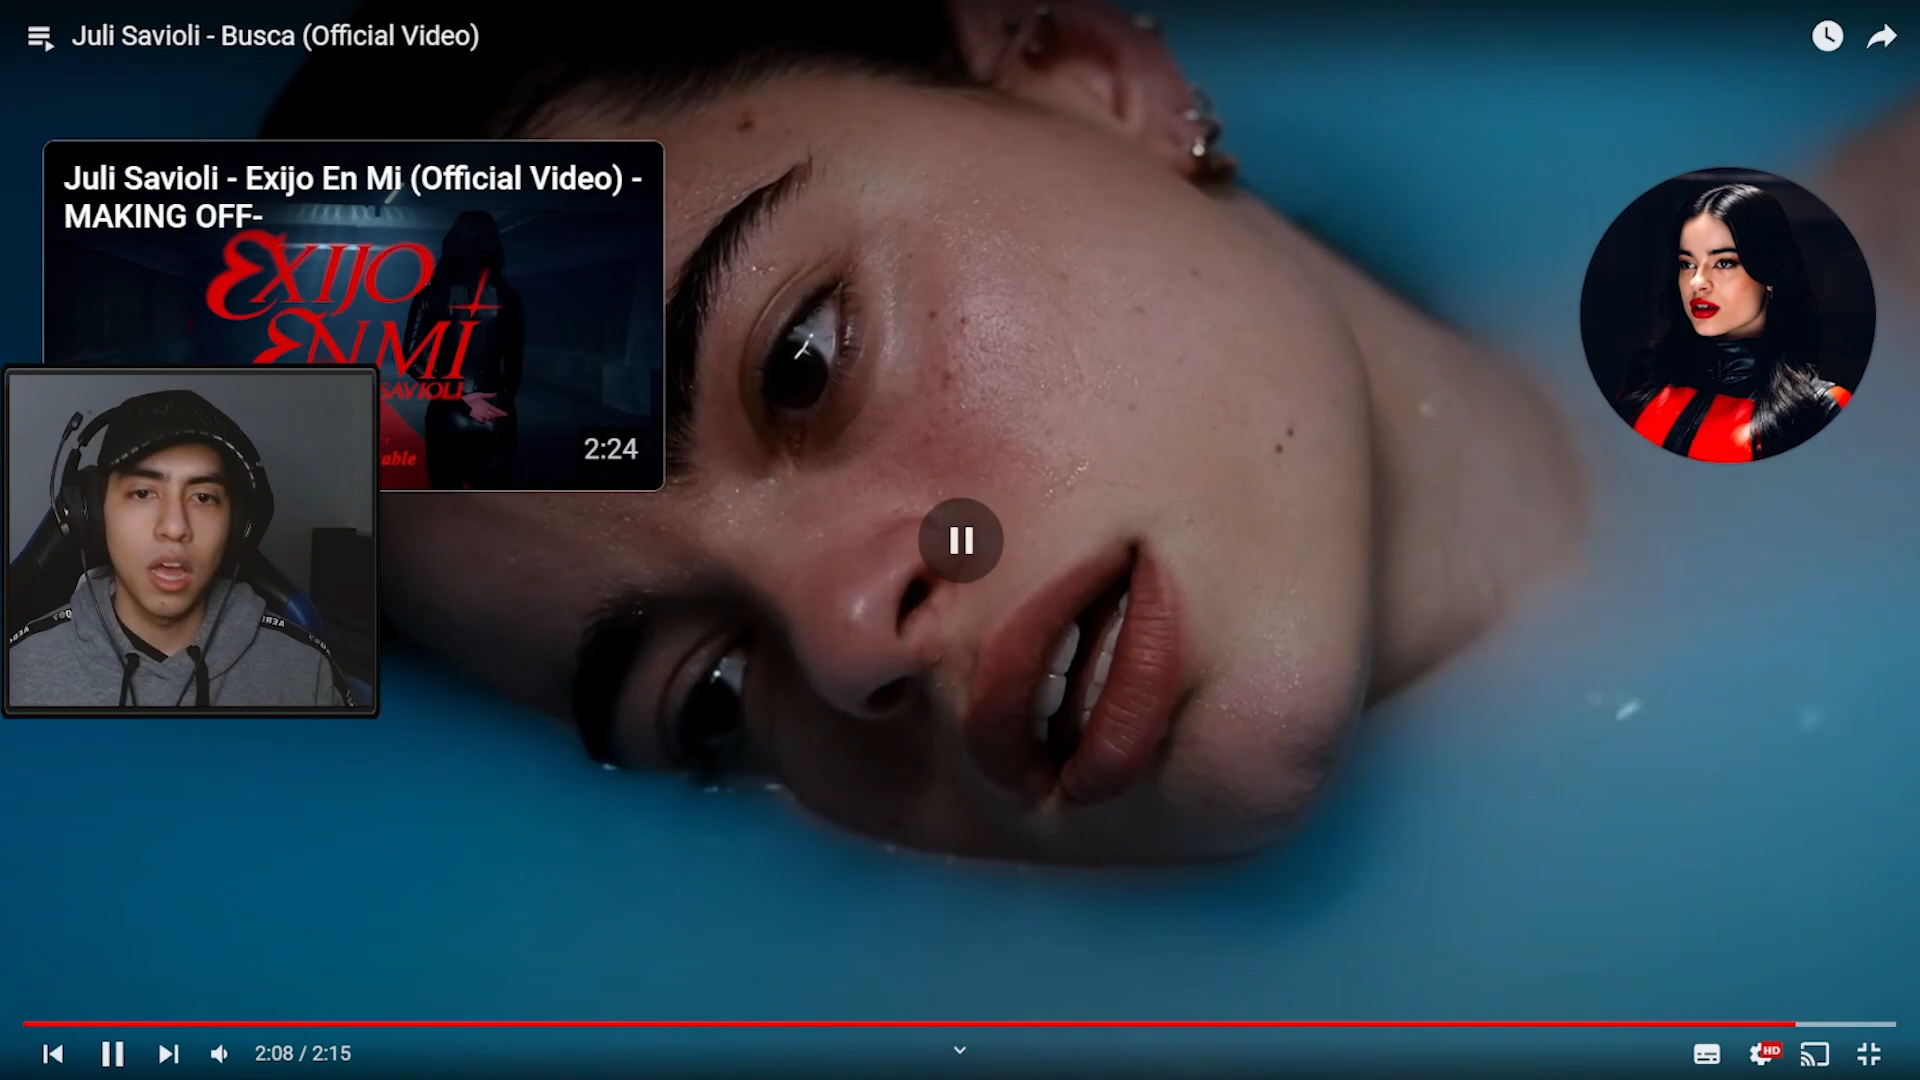 Juli Savioli - Busca (Official Video)
Juli Savioli - Exijo En Mi (Official Video) -
MAKING OFF-
EXIJO
EN MI
SAVIOLI
able
2:24
2:08 / 2:15
HD